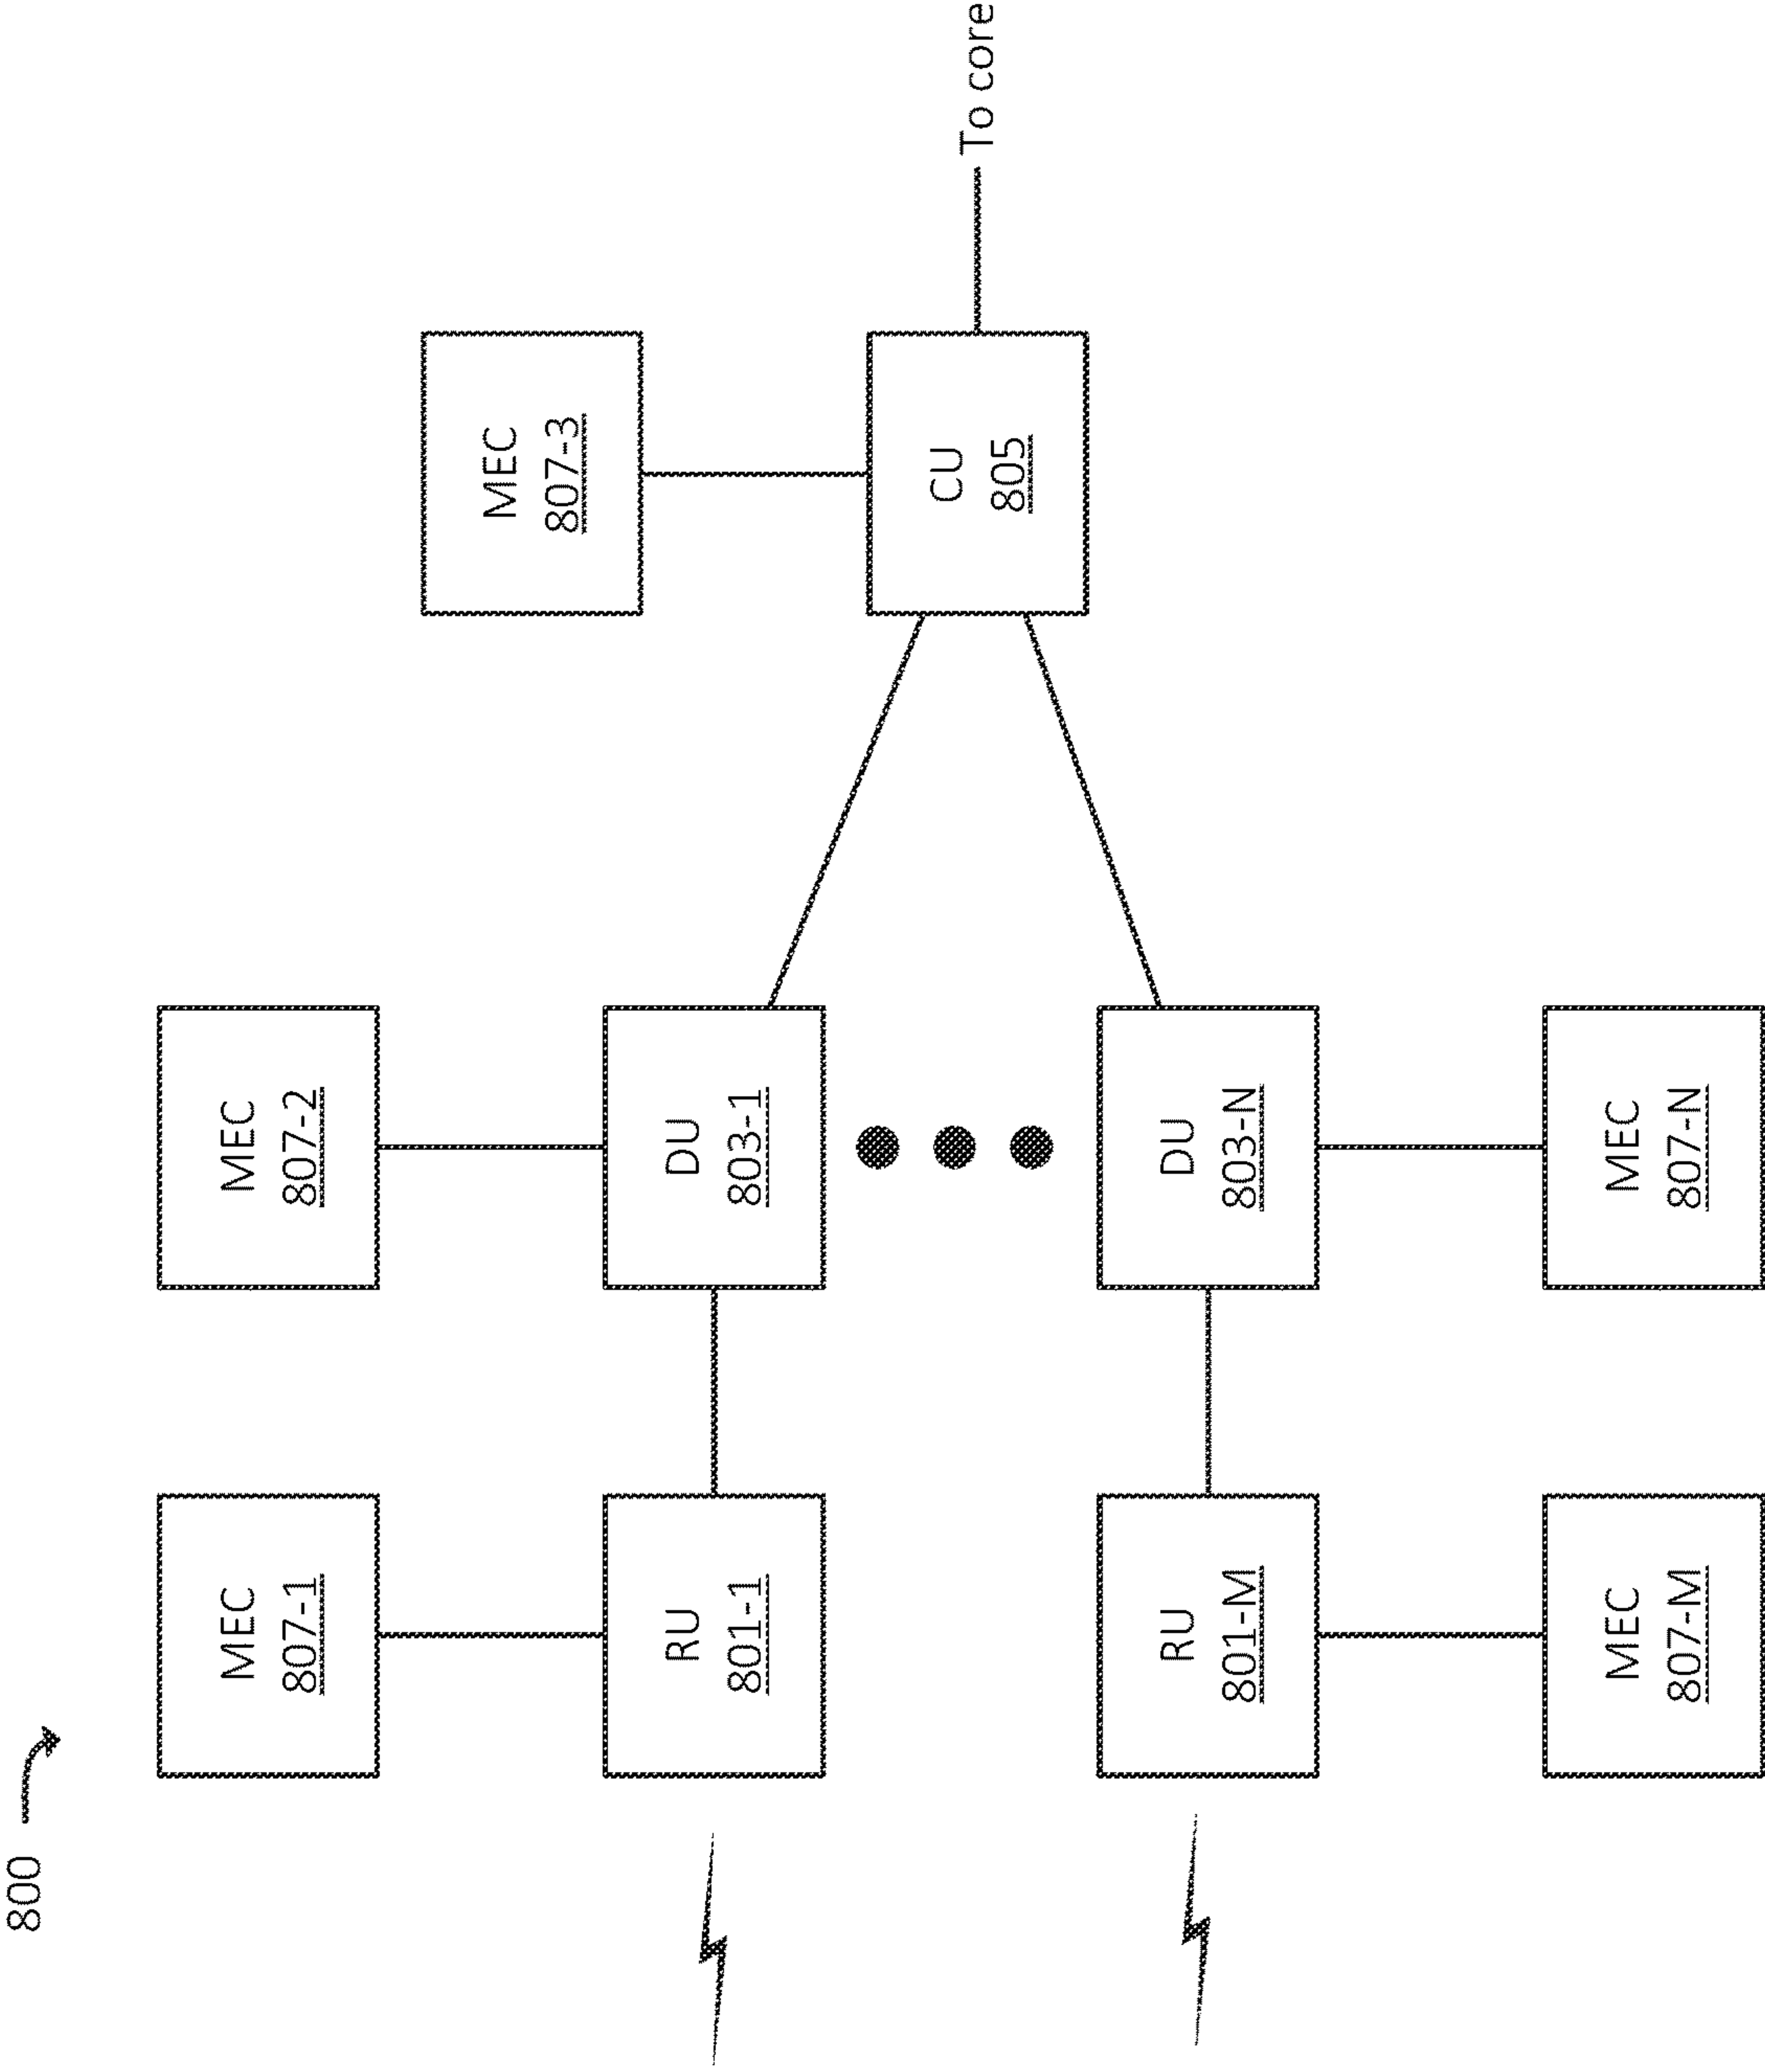 800
MEC
807-1
MEC
807-2
MEC
807-3
RU
801-1
DU
803-1
CU
805
To core
RU
801-M
DU
803-N
MEC
807-M
MEC
807-N